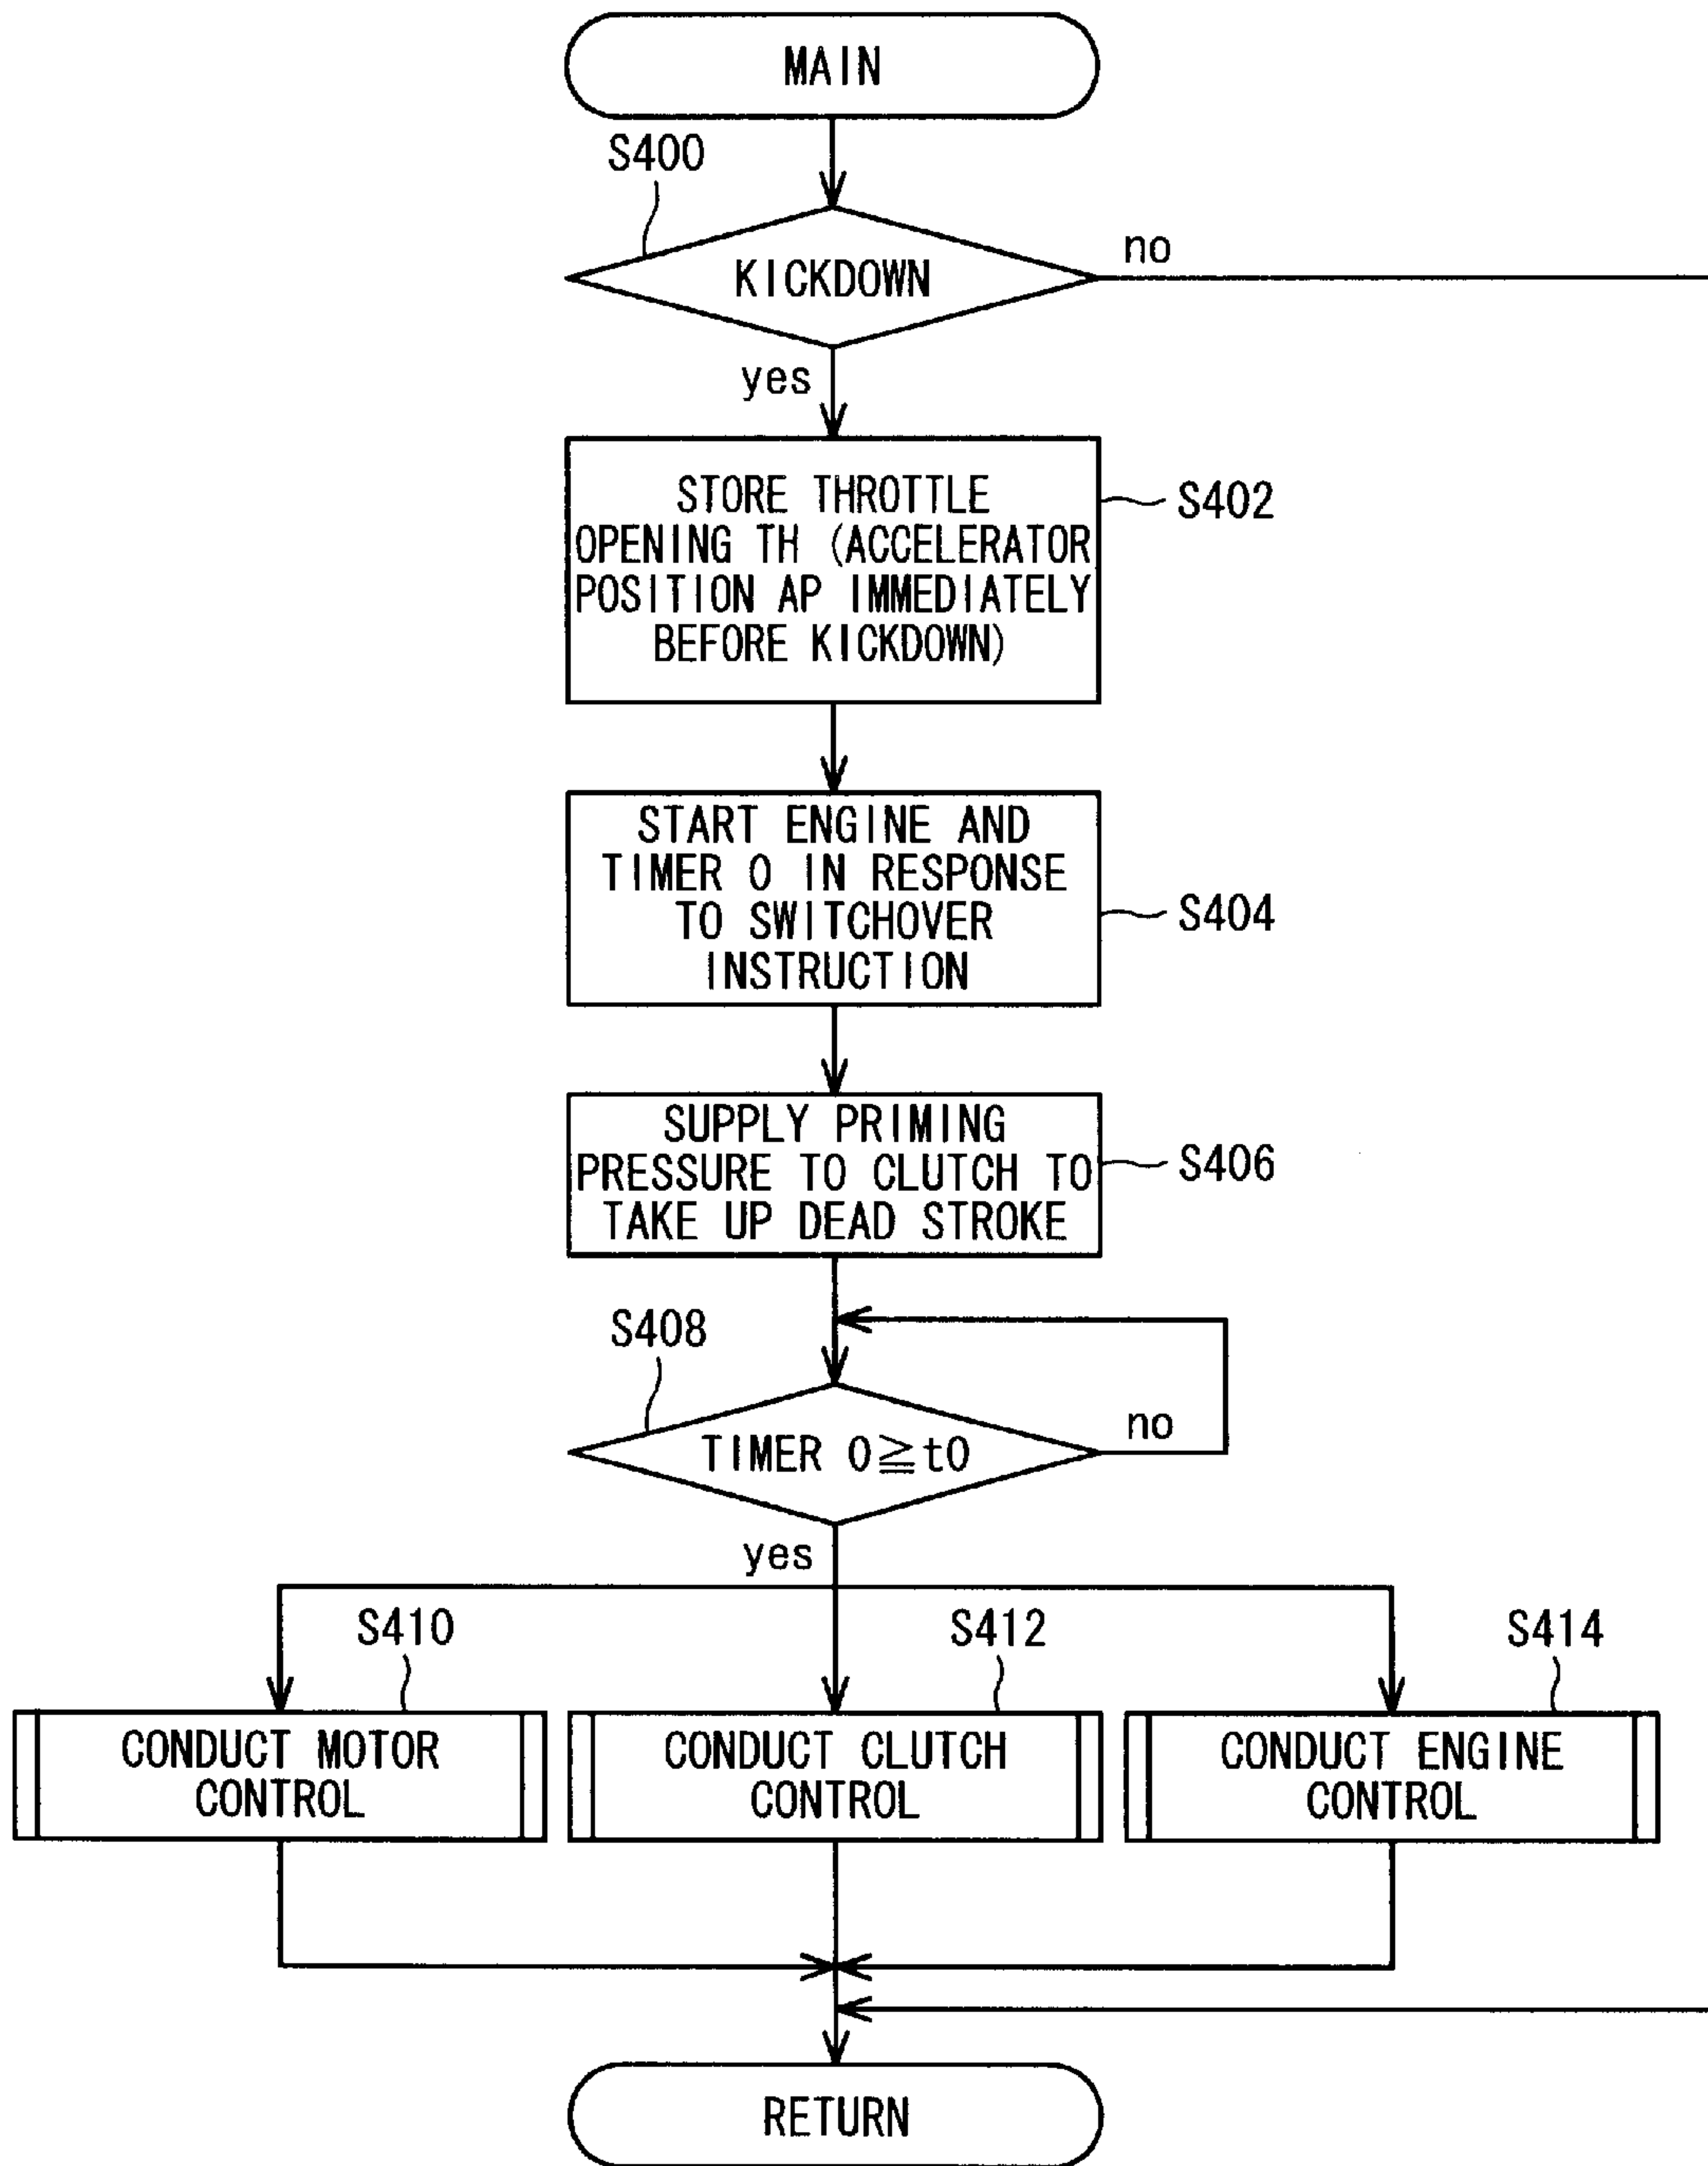 MAIN
S400
KICKDOWN
no
yes
STORE THROTTLE
OPENING TH (ACCELERATOR
POSITION AP IMMEDIATELY
BEFORE KICKDOWN)
S402
START ENGINE AND
TIMER 0 IN RESPONSE
TO SWITCHOVER
INSTRUCTION
S404
SUPPLY PRIMING
PRESSURE TO CLUTCH TO
TAKE UP DEAD STROKE
S406
S408
TIMER 0≧t0
no
yes
S410
S412
S414
CONDUCT MOTOR
CONTROL
CONDUCT CLUTCH
CONTROL
CONDUCT ENGINE
CONTROL
RETURN